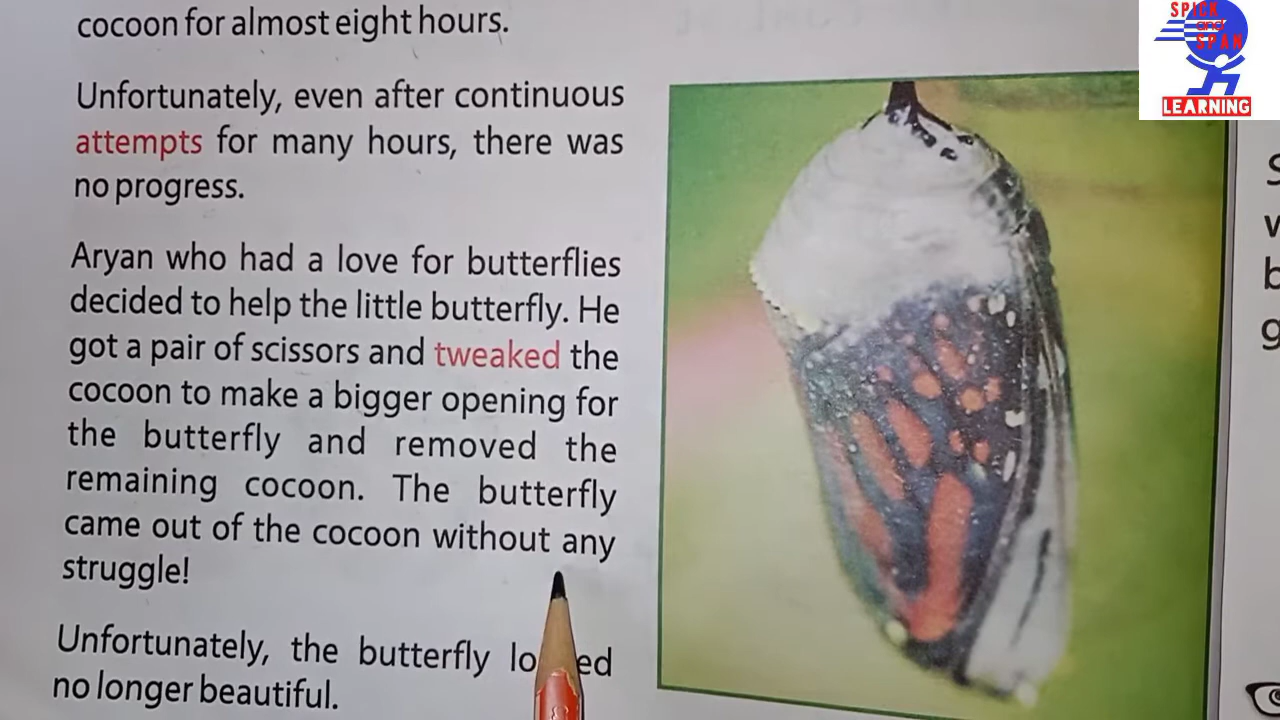 cocoon for almost eight hours.
Unfortunately, even after continuous
attempts for many hours, there was
no progress.
Aryan who had a love for butterflies
decided to help the little butterfly. He
got a pair of scissors and tweaked the
cocoon to make a bigger opening for
the butterfly and removed the
remaining cocoon. The butterfly
came out of the cocoon without any
struggle!
Unfortunately, the butterfly
no longer beautiful.
SPICK
and
SPAN
LEARNING